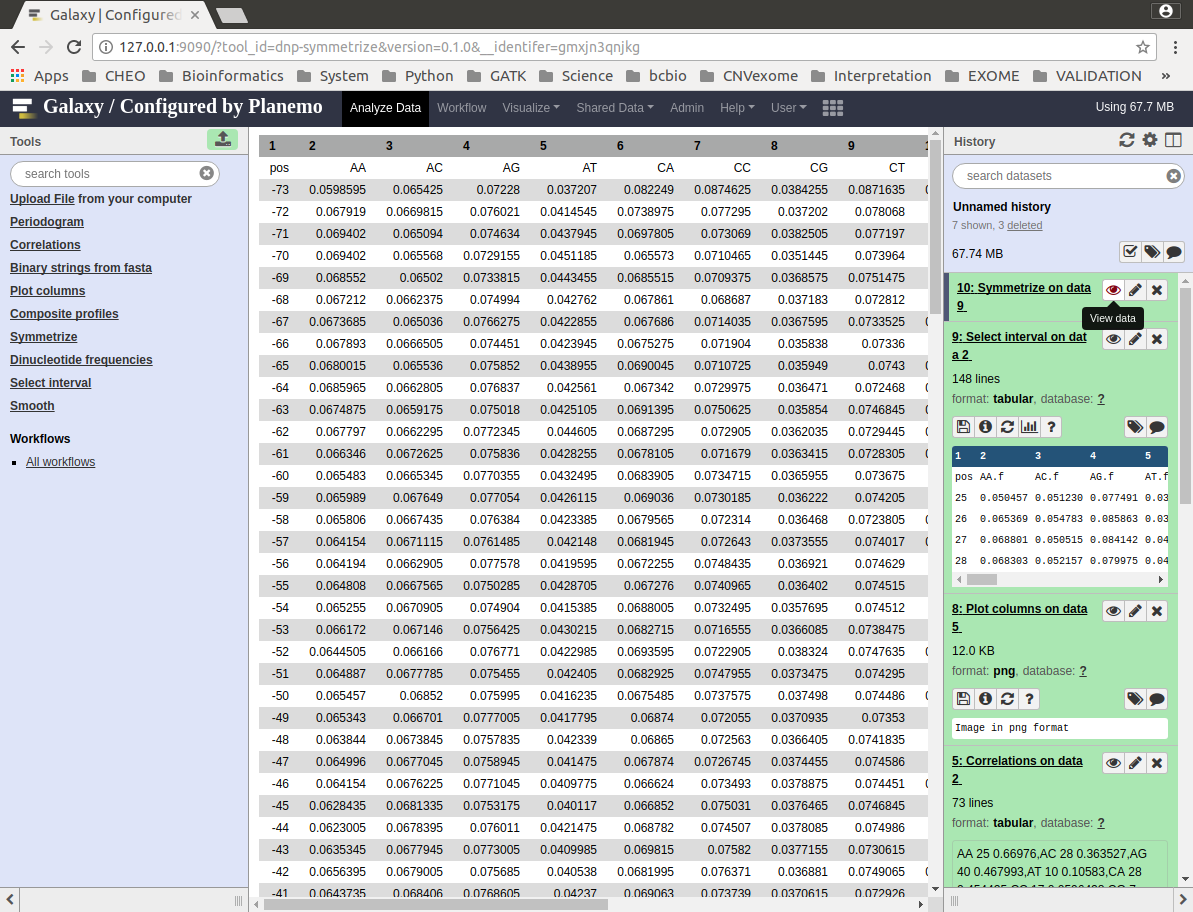 Galaxy | Configured
127.0.0.1:9090/?tool_id=dnp-symmetrize&version=0.1.0&__identifer=gmxjn3qnjkg
Apps CHEO Bioinformatics System Python GATK Science bcbio CNVexome Interpretation EXOME VALIDATION »
Galaxy / Configured by Planemo Analyze Data Workflow Visualize Shared Data Admin Help User Using 67.7 MB
Tools
search tools
Upload File from your computer
Periodogram
Correlations
Binary strings from fasta
Plot columns
Composite profiles
Symmetrize
Dinucleotide frequencies
Select interval
Smooth
Workflows
All workflows
1 2 3 4 5 6 7 8 9
pos AA AC AG AT CA CC CG CT
-73 0.0598595 0.065425 0.07228 0.037207 0.082249 0.0874625 0.0384255 0.0871635
-72 0.067919 0.0669815 0.076021 0.0414545 0.0738975 0.077295 0.037202 0.078068
-71 0.069402 0.065094 0.074634 0.0437945 0.0697805 0.073069 0.0382505 0.077197
-70 0.069402 0.065568 0.0729155 0.0451185 0.065573 0.0710465 0.0351445 0.073964
-69 0.068552 0.06502 0.0733815 0.0443455 0.0685515 0.0709375 0.0368575 0.0751475
-68 0.067212 0.0662375 0.074994 0.042762 0.067861 0.068687 0.037183 0.072812
-67 0.0673685 0.065036 0.0766275 0.0422855 0.067686 0.0714035 0.0367595 0.0733525
-66 0.067893 0.0666505 0.074451 0.0423945 0.0675275 0.071904 0.035838 0.07336
-65 0.0680015 0.065536 0.075852 0.0438955 0.0690045 0.0710725 0.035949 0.0743
-64 0.0685965 0.0662805 0.076837 0.042561 0.067342 0.0729975 0.036471 0.072468
-63 0.0674875 0.0659175 0.075018 0.0425105 0.0691395 0.0750625 0.035854 0.0746845
-62 0.067797 0.0662295 0.0772345 0.044605 0.0687295 0.072905 0.0362035 0.0729445
-61 0.066346 0.0672625 0.075836 0.0428255 0.0678105 0.071679 0.0363415 0.0728305
-60 0.065483 0.0665345 0.0770355 0.0432495 0.0683905 0.0734715 0.0365955 0.073675
-59 0.065989 0.067649 0.077054 0.0426115 0.069036 0.0730185 0.036222 0.074205
-58 0.065806 0.0667435 0.076384 0.0423385 0.0679565 0.072314 0.036468 0.0723805
-57 0.064154 0.0671115 0.0761485 0.042148 0.0681945 0.072643 0.0373555 0.074017
-56 0.064194 0.0662905 0.077578 0.0419595 0.0672255 0.0748435 0.036921 0.074629
-55 0.064808 0.0667565 0.0750285 0.0428705 0.067276 0.0740965 0.036402 0.074515
-54 0.065255 0.0670905 0.074904 0.0415385 0.0688005 0.0732495 0.0357695 0.074512
-53 0.066172 0.067146 0.0756425 0.0430215 0.0682715 0.0716555 0.0366085 0.0738475
-52 0.0644505 0.066166 0.076771 0.0422985 0.0693595 0.0722905 0.038324 0.0747635
-51 0.064887 0.0677785 0.075455 0.042405 0.0682925 0.0747955 0.0373475 0.074295
-50 0.065457 0.06852 0.075995 0.0416235 0.0675485 0.0737575 0.037498 0.074486
-49 0.065343 0.066701 0.0777005 0.0417795 0.06874 0.072055 0.0370935 0.07353
-48 0.063844 0.0673845 0.0757835 0.042339 0.06865 0.072563 0.0366405 0.0741835
-47 0.064996 0.0677045 0.0758945 0.041475 0.067874 0.0726745 0.0374455 0.074586
-46 0.064154 0.0676225 0.0771045 0.0409775 0.066624 0.073493 0.0378875 0.074451
-45 0.0628435 0.0681335 0.0753175 0.040117 0.066852 0.075031 0.0376465 0.0746845
-44 0.0623005 0.0678395 0.076011 0.0421475 0.068782 0.074507 0.0378085 0.074986
-43 0.0635345 0.0677945 0.0773005 0.0409985 0.069815 0.07582 0.0377155 0.0730615
-42 0.0656395 0.0679005 0.075685 0.040538 0.0681995 0.076371 0.036881 0.0749065
-41 0.0643735 0.068406 0.0768605 0.04237 0.069063 0.073739 0.0370615 0.072926
History
search datasets
Unnamed history
7 shown, 3 deleted
67.74 MB
10: Symmetrize on data
9
View data
9: Select interval on dat
a 2
148 lines
format: tabular, database: ?
?
1 2 3 4 5
pos AA.f AC.f AG.f AT.f
25 0.050457 0.051230 0.077491 0.03
26 0.065369 0.054783 0.085863 0.03
27 0.068801 0.050515 0.084142 0.04
28 0.068303 0.052157 0.079975 0.04
8: Plot columns on data
5
12.0 KB
format: png, database: ?
?
Image in png format
5: Correlations on data
2
73 lines
format: tabular, database: ?
AA 25 0.66976,AC 28 0.363527,AG
40 0.467993,AT 10 0.10583,CA 28